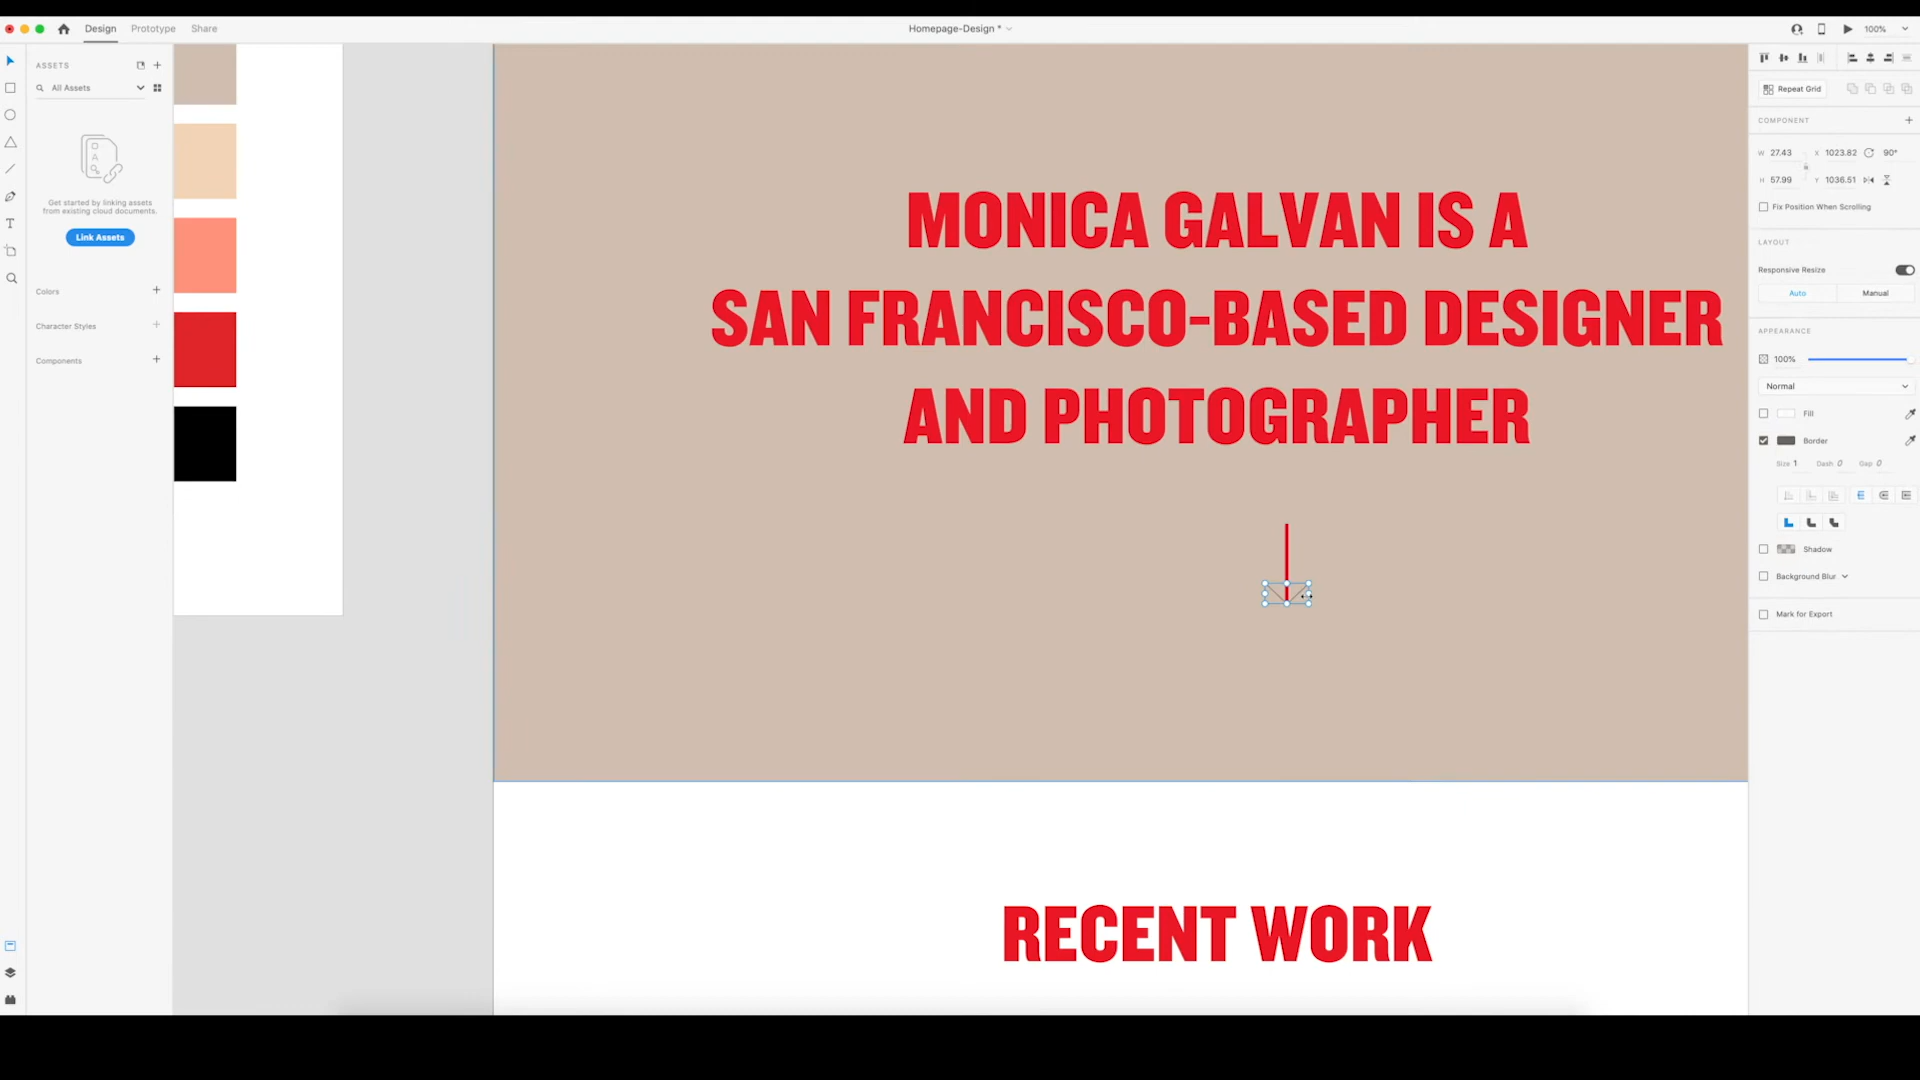 Design Prototype Share
Homepage-Design *
100%
ASSETS
All Assets
D
A
Get started by linking assets
from existing cloud documents.
Link Assets
Colors
Character Styles
Components
MONICA GALVAN IS A
SAN FRANCISCO-BASED DESIGNER
AND PHOTOGRAPHER
RECENT WORK
Repeat Grid
COMPONENT
W 27.43 X 1023.82 90°
H 57.99 Y 1036.51
Fix Position When Scrolling
LAYOUT
Responsive Resize
Auto Manual
APPEARANCE
100%
Normal
Fill
Border
Size 1 Dash 0 Gap 0
Shadow
Background Blur
Mark for Export
T